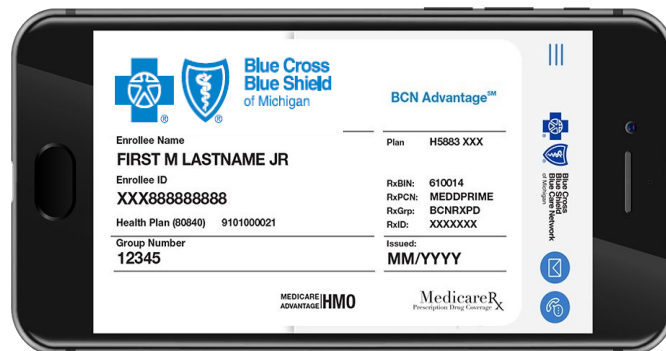 Blue Cross
Blue Shield
of Michigan
®
®
BCN Advantage℠
Enrollee Name
FIRST M LASTNAME JR
Enrollee ID
XXX888888888
Health Plan (80840) 9101000021
Group Number
12345
Plan H5883 XXX
RxBIN: 610014
RxPCN: MEDDPRIME
RxGrp: BCNRXPD
RxID: XXXXXXX
Issued:
MM/YYYY
MEDICARE
ADVANTAGE
HMO
MedicareRx
Prescription Drug Coverage
Blue Cross
Blue Shield
Blue Care Network
of Michigan